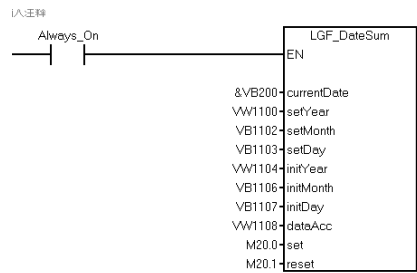 Always_On
LGF_DateSum
EN
&VB200 currentDate
VW1100 setYear
VB1102 setMonth
VB1103 setDay
VW1104 initYear
VB1106 initMonth
VB1107 initDay
VW1108 dataAcc
M20.0 set
M20.1 reset